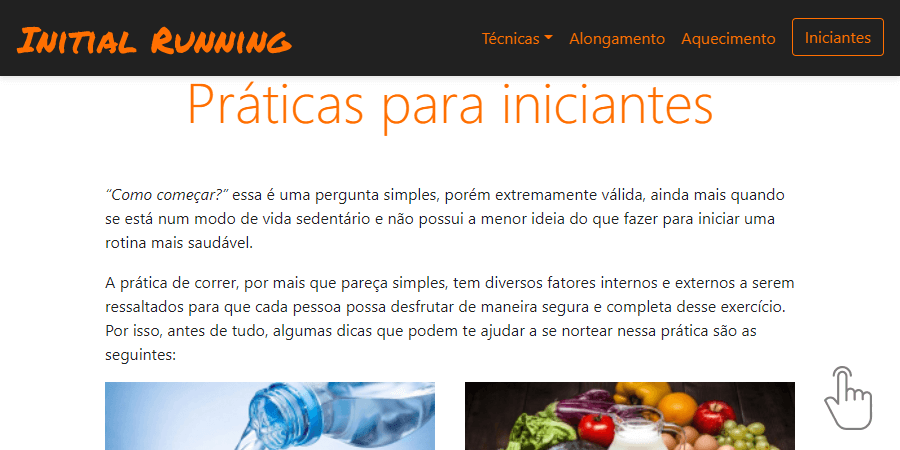 Initial Running
Técnicas Alongamento Aquecimento Iniciantes
Práticas para iniciantes
“Como começar?” essa é uma pergunta simples, porém extremamente válida, ainda mais quando
se está num modo de vida sedentário e não possui a menor ideia do que fazer para iniciar uma
rotina mais saudável.
A prática de correr, por mais que pareça simples, tem diversos fatores internos e externos a serem
ressaltados para que cada pessoa possa desfrutar de maneira segura e completa desse exercício.
Por isso, antes de tudo, algumas dicas que podem te ajudar a se nortear nessa prática são as
seguintes: